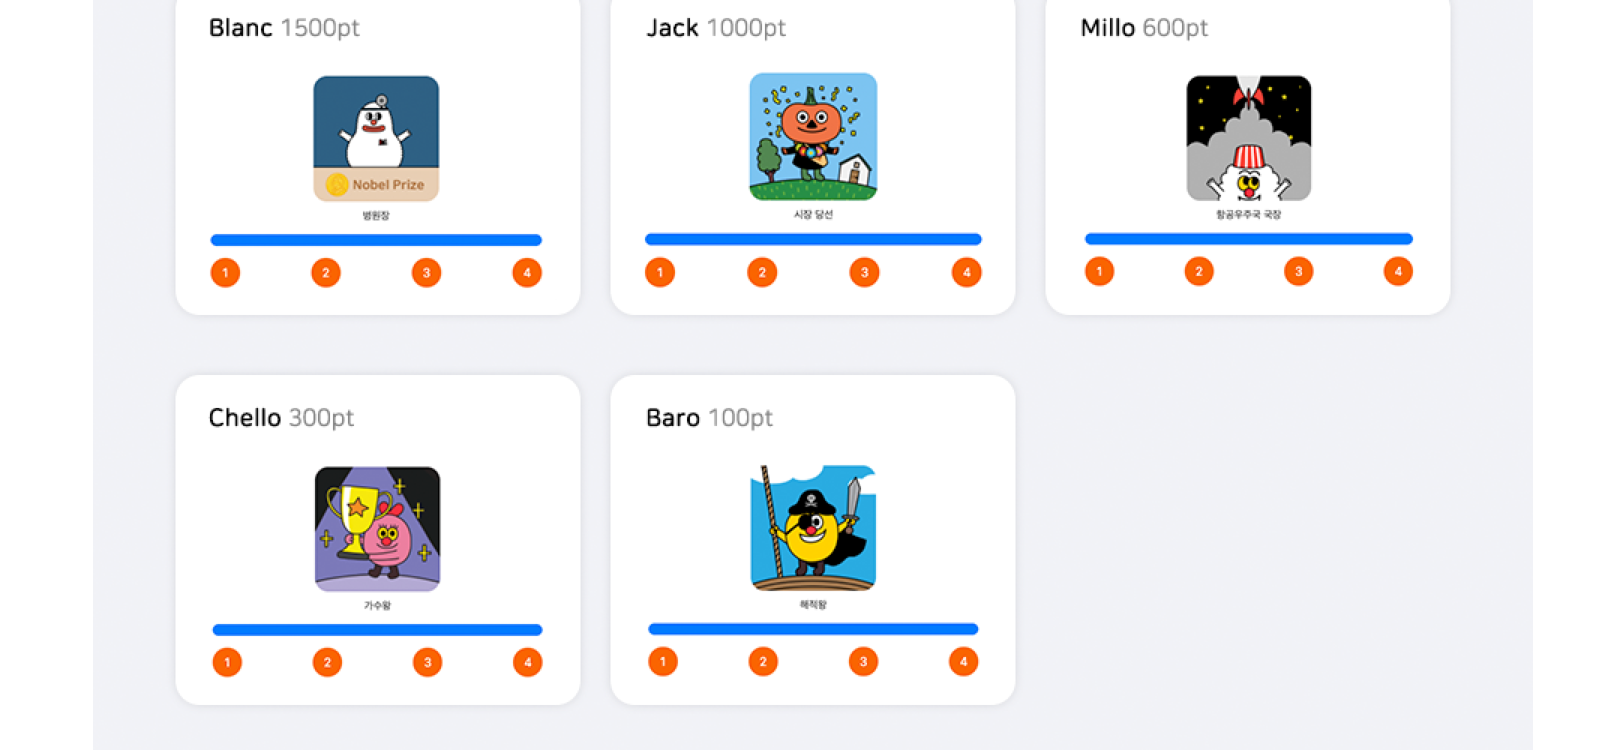 Blanc 1500pt
Nobel Prize
병원장
1 2 3 4
Jack 1000pt
시장 당선
1 2 3 4
Millo 600pt
항공우주국 국장
1 2 3 4
Chello 300pt
가수왕
1 2 3 4
Baro 100pt
해적왕
1 2 3 4